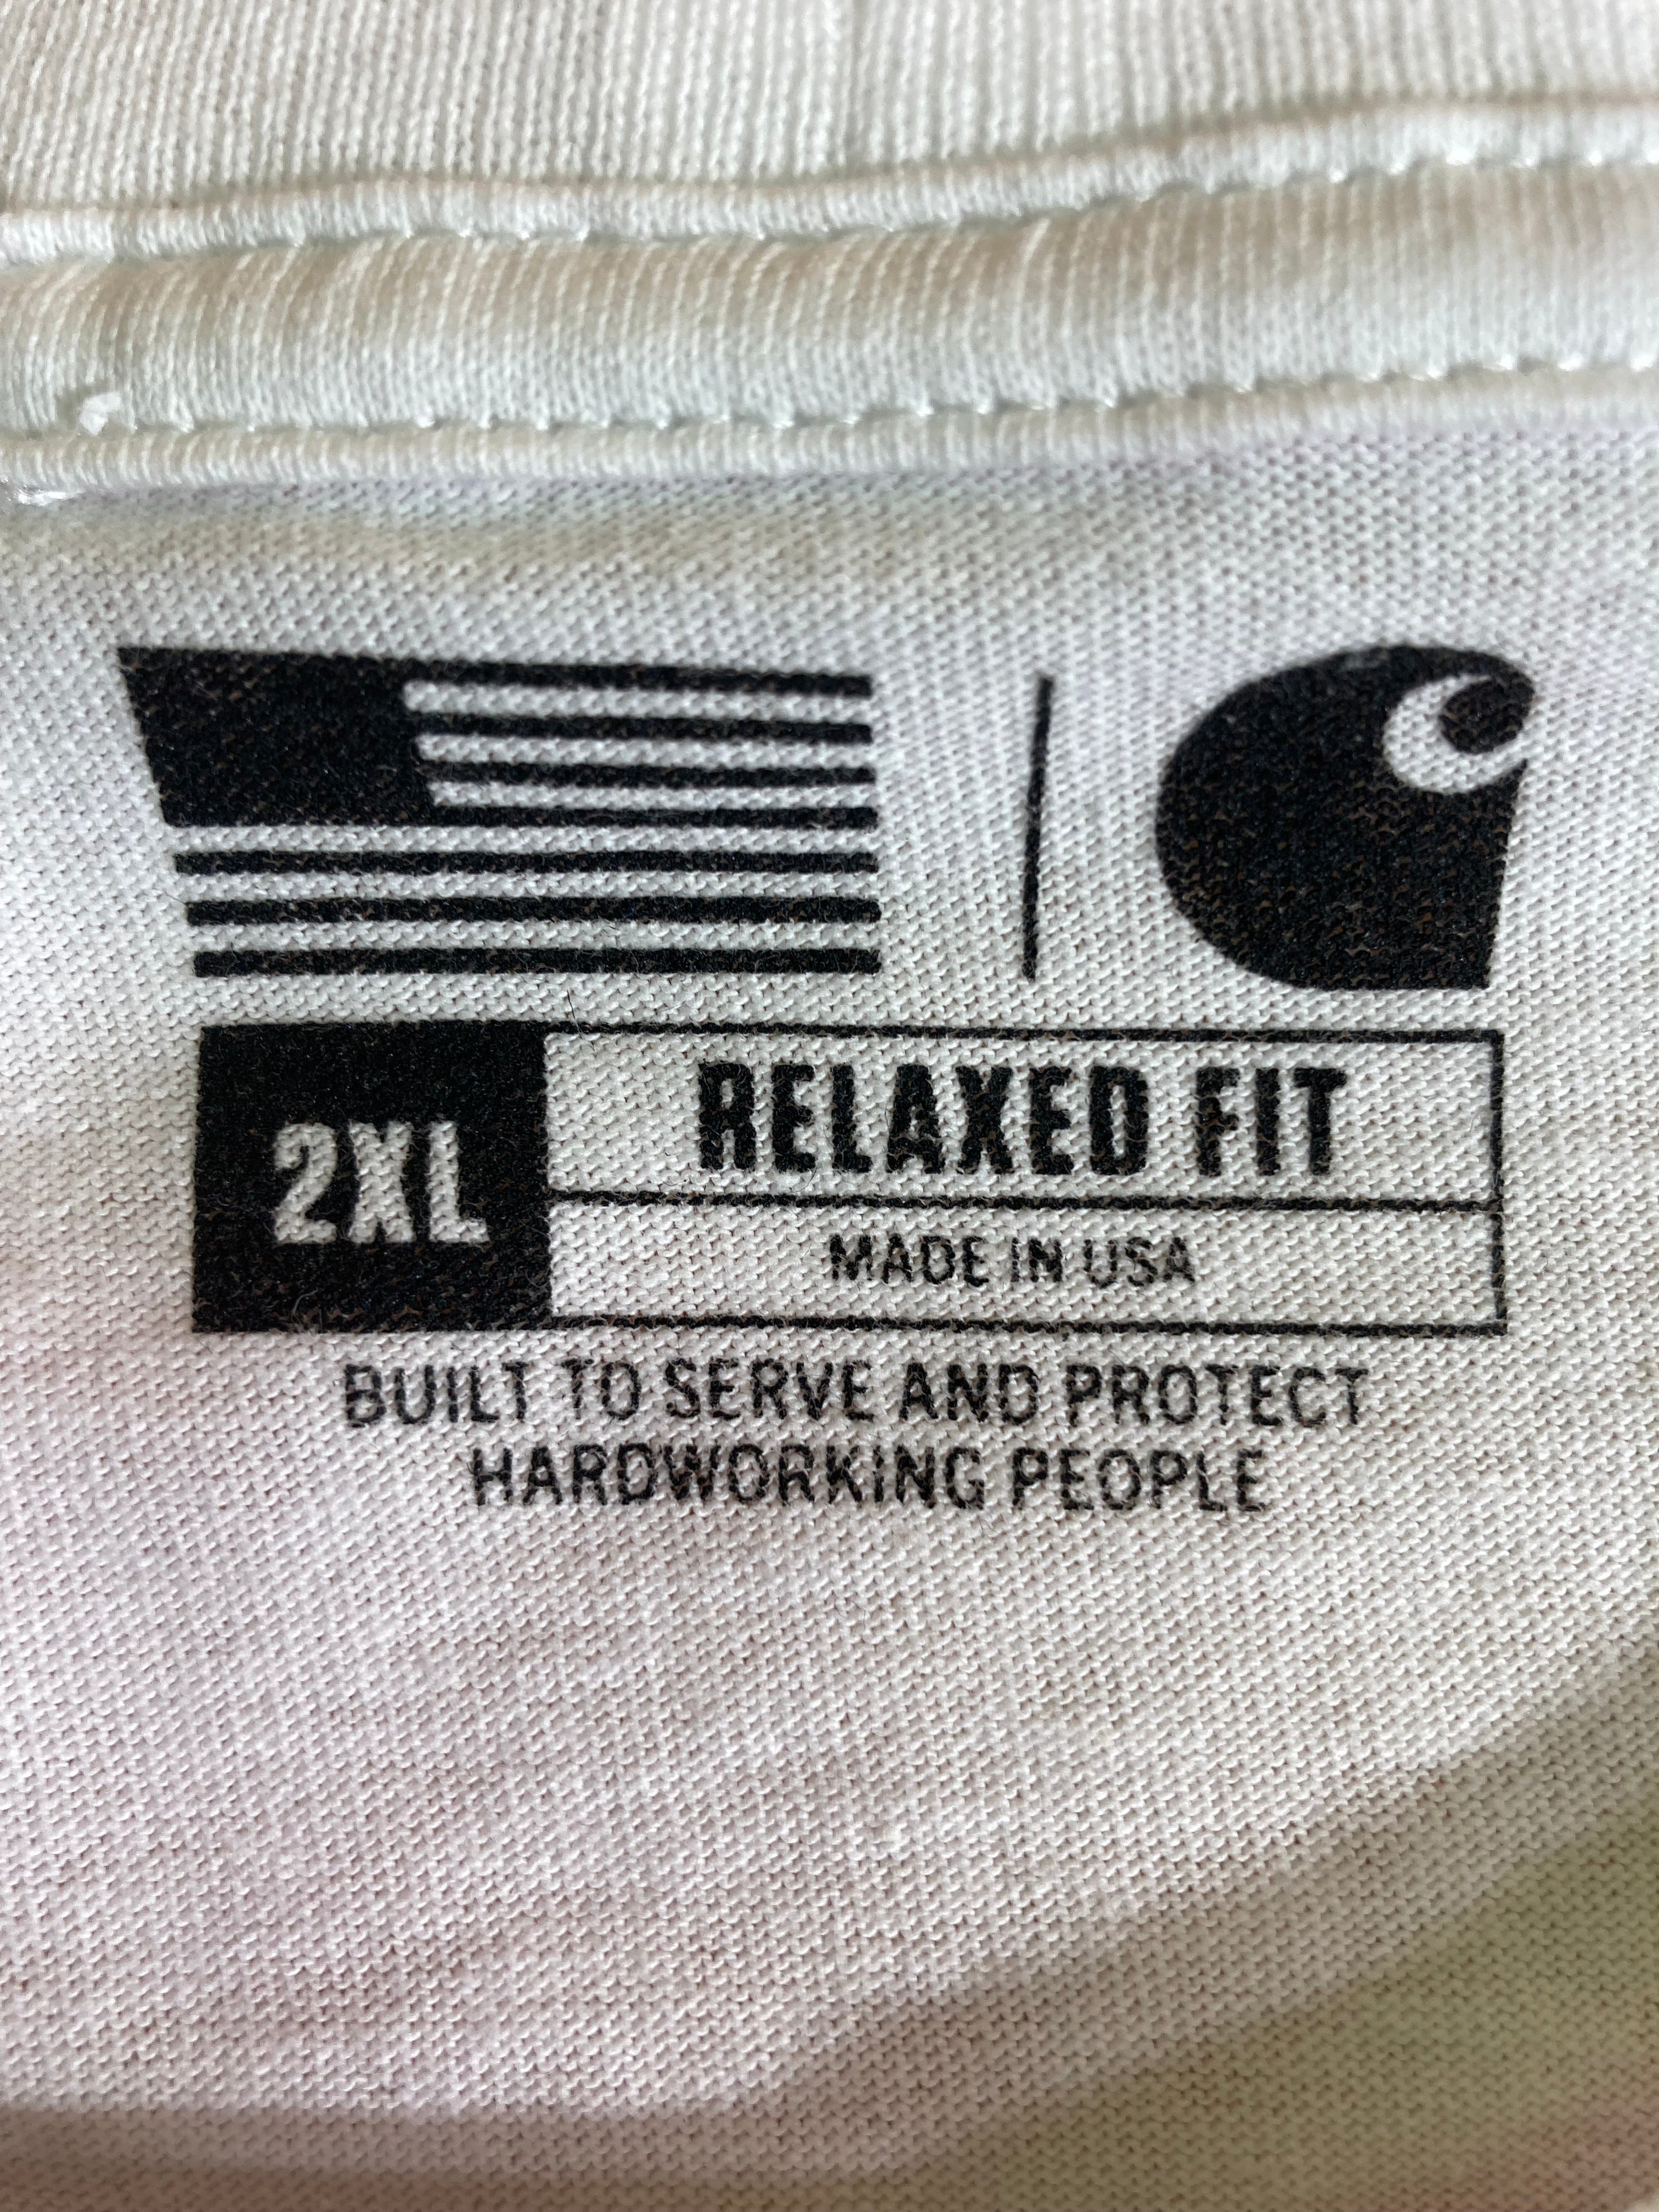 2XL
RELAXED FIT
MADE IN USA
BUILT TO SERVE AND PROTECT
HARDWORKING PEOPLE